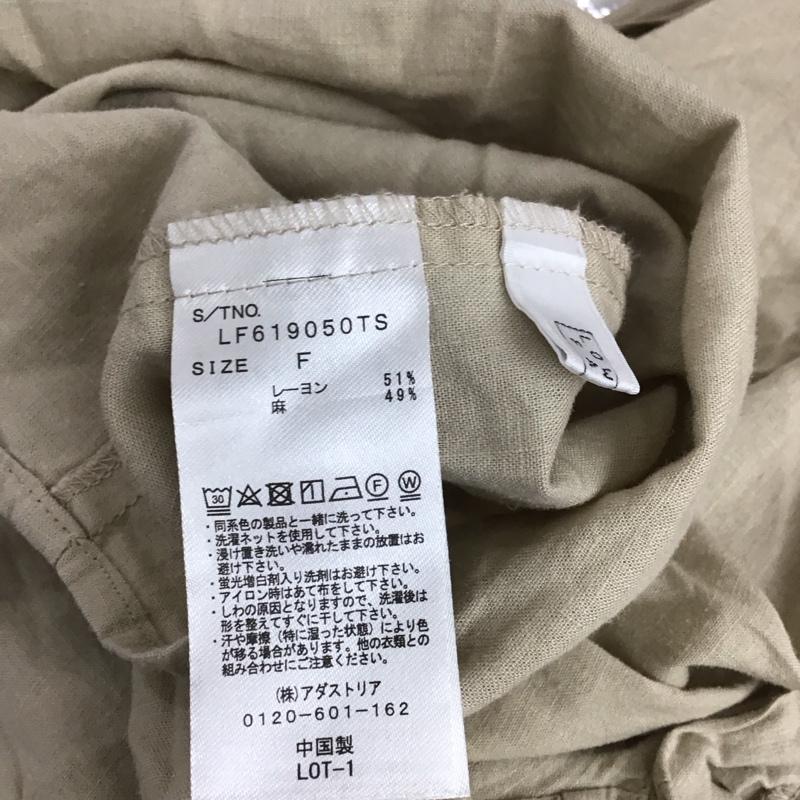 S/TNO.
LF619050TS
SIZE F
レーヨン 51%
麻 49%
30 F W
・同系色の製品と一緒に洗って下さい。
・洗濯ネットを使用して下さい。
・浸け置き洗いや濡れたままの放置はお
避け下さい。
・蛍光増白剤入り洗剤はお避け下さい。
・アイロン時はあて布をして下さい。
・しわの原因となりますので、洗濯後は
形を整えてすぐに干して下さい。
・汗や摩擦（特に湿った状態）により色
が移る場合があります。他の衣類との
組み合わせにご注意ください。
(株)アダストリア
0120-601-162
中国製
LOT-1